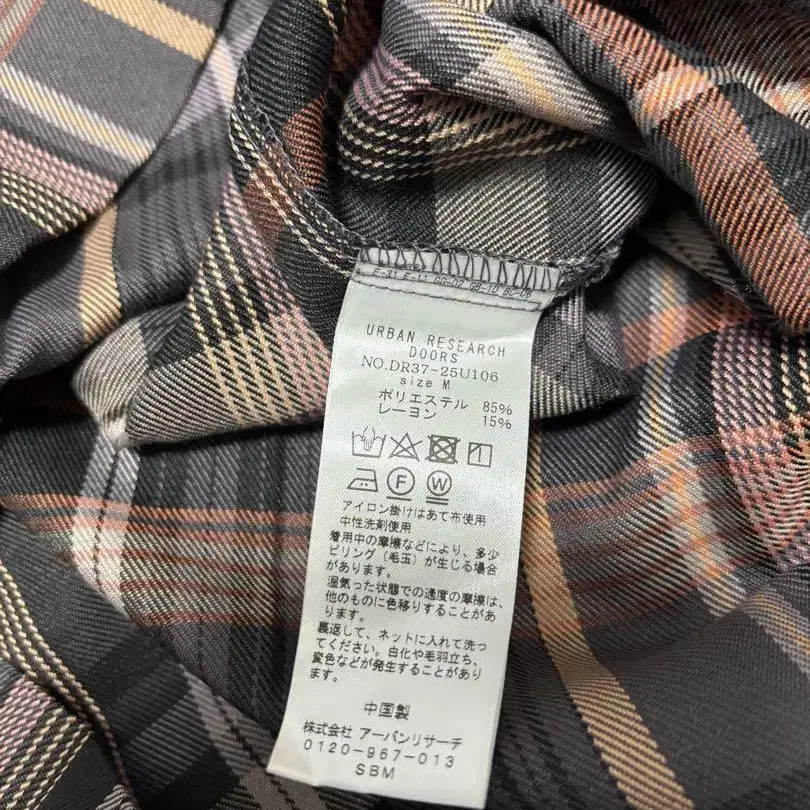 F-31 F-11 CG-02 GB-10 BC-06
URBAN RESEARCH
DOORS
NO.DR37-25U106
size M
ポリエステル 85%
レーヨン 15%
F W
アイロン掛けはあて布使用
中性洗剤使用
着用中の摩擦などにより、多少
ピリング(毛玉)が生じる場合
があります。
湿気った状態での過度の摩擦は、
他のものに色移りすることがあ
ります。
裏返して、ネットに入れて洗っ
てください。白化や毛羽立ち、
変色などが発生することがあり
ます。
中国製
株式会社 アーバンリサーチ
0120-967-013
SBM